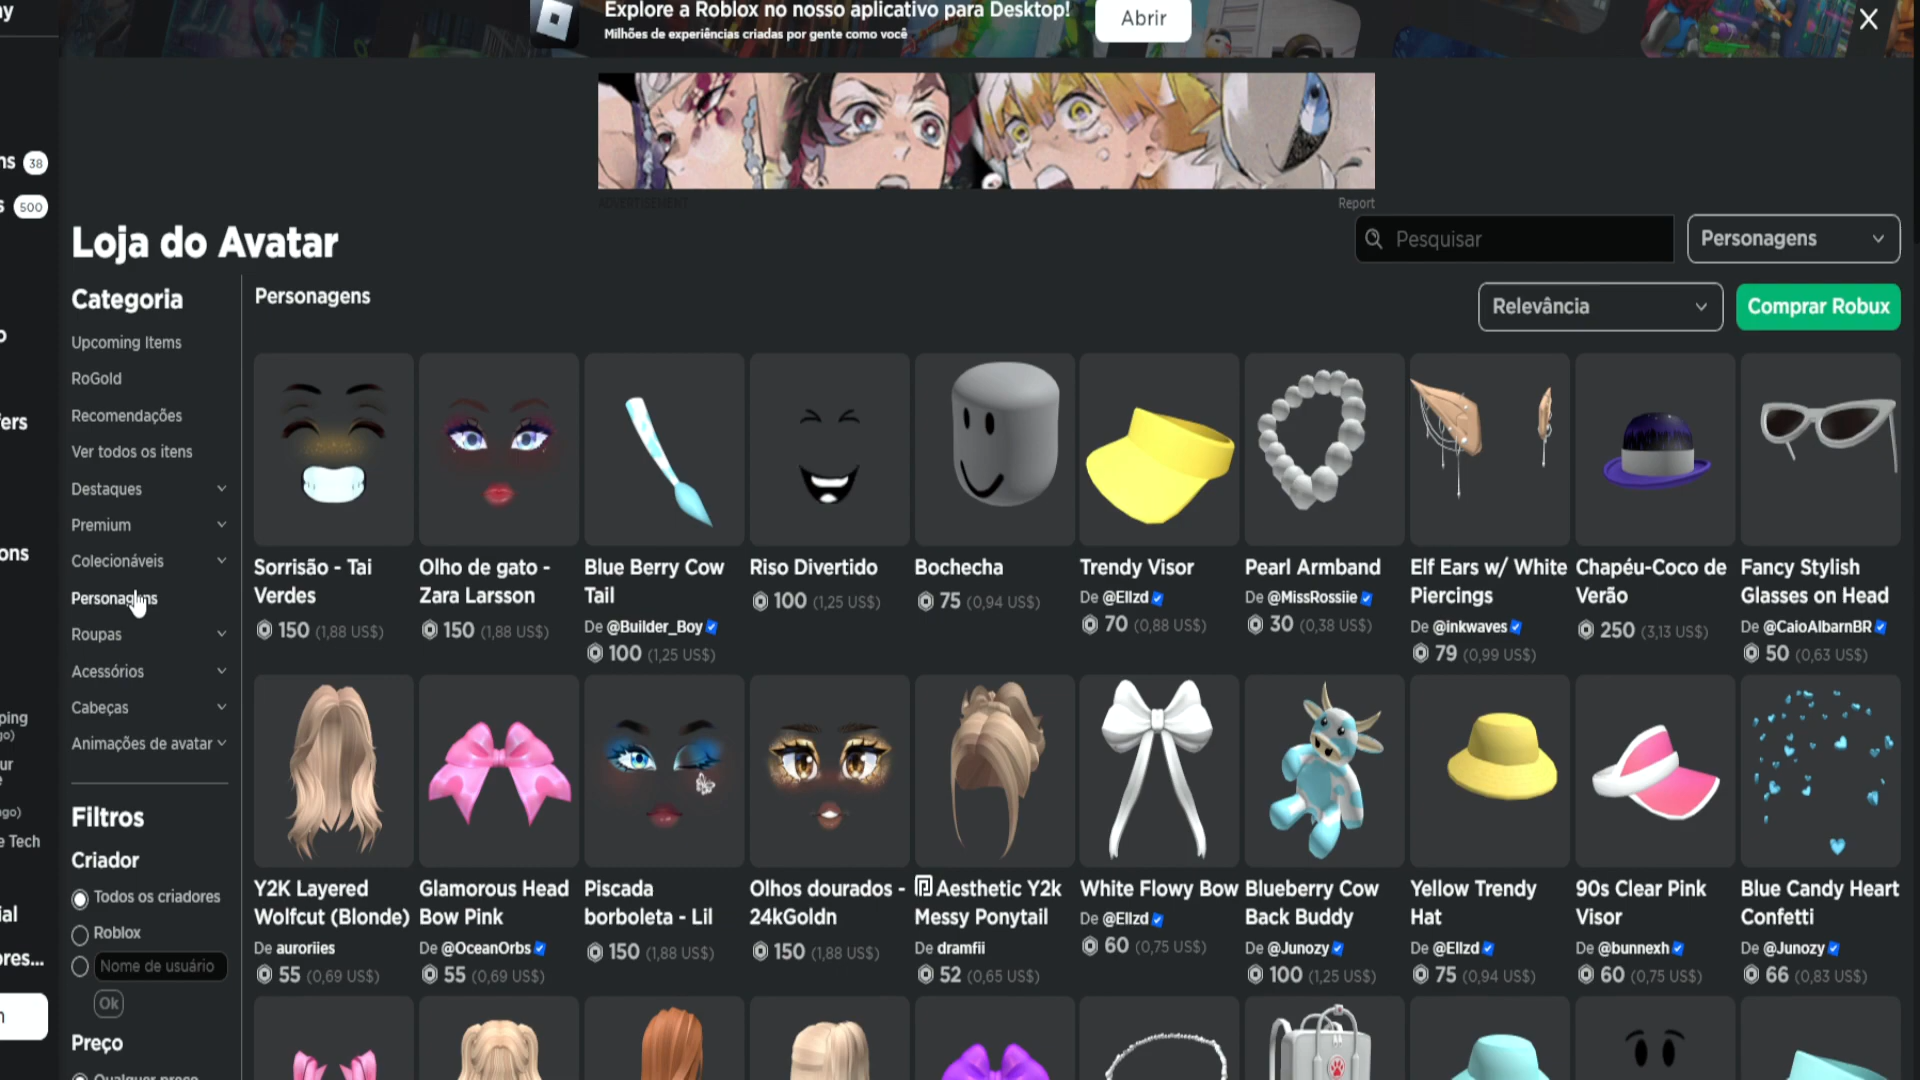 Explore a Roblox no nosso aplicativo para Desktop!
Milhões de experiências criadas por gente como você
Abrir
38
500
ADVERTISEMENT
Report
Loja do Avatar
Pesquisar
Personagens
Categoria
Personagens
Relevância
Comprar Robux
Upcoming Items
RoGold
Recomendações
Ver todos os itens
Destaques
Premium
Colecionáveis
Personagens
Roupas
Acessórios
Cabeças
Animações de avatar
Filtros
Criador
Todos os criadores
Roblox
Nome de usuário
Ok
Preço
Qualquer preço
Sorrisão - Tai
Verdes
150 (1,88 US$)
Olho de gato -
Zara Larsson
150 (1,88 US$)
Blue Berry Cow
Tail
De @Builder_Boy
100 (1,25 US$)
Riso Divertido
100 (1,25 US$)
Bochecha
75 (0,94 US$)
Trendy Visor
De @Ellzd
70 (0,88 US$)
Pearl Armband
De @MissRossiie
30 (0,38 US$)
Elf Ears w/ White
Piercings
De @inkwaves
79 (0,99 US$)
Chapéu-Coco de
Verão
250 (3,13 US$)
Fancy Stylish
Glasses on Head
De @CaioAlbarnBR
50 (0,63 US$)
Y2K Layered
Wolfcut (Blonde)
De auroriies
55 (0,69 US$)
Glamorous Head
Bow Pink
De @OceanOrbs
55 (0,69 US$)
Piscada
borboleta - Lil
150 (1,88 US$)
Olhos dourados -
24kGoldn
150 (1,88 US$)
Aesthetic Y2k
Messy Ponytail
De dramfii
52 (0,65 US$)
White Flowy Bow
De @Ellzd
60 (0,75 US$)
Blueberry Cow
Back Buddy
De @Junozy
100 (1,25 US$)
Yellow Trendy
Hat
De @Ellzd
75 (0,94 US$)
90s Clear Pink
Visor
De @bunnexh
60 (0,75 US$)
Blue Candy Heart
Confetti
De @Junozy
66 (0,83 US$)